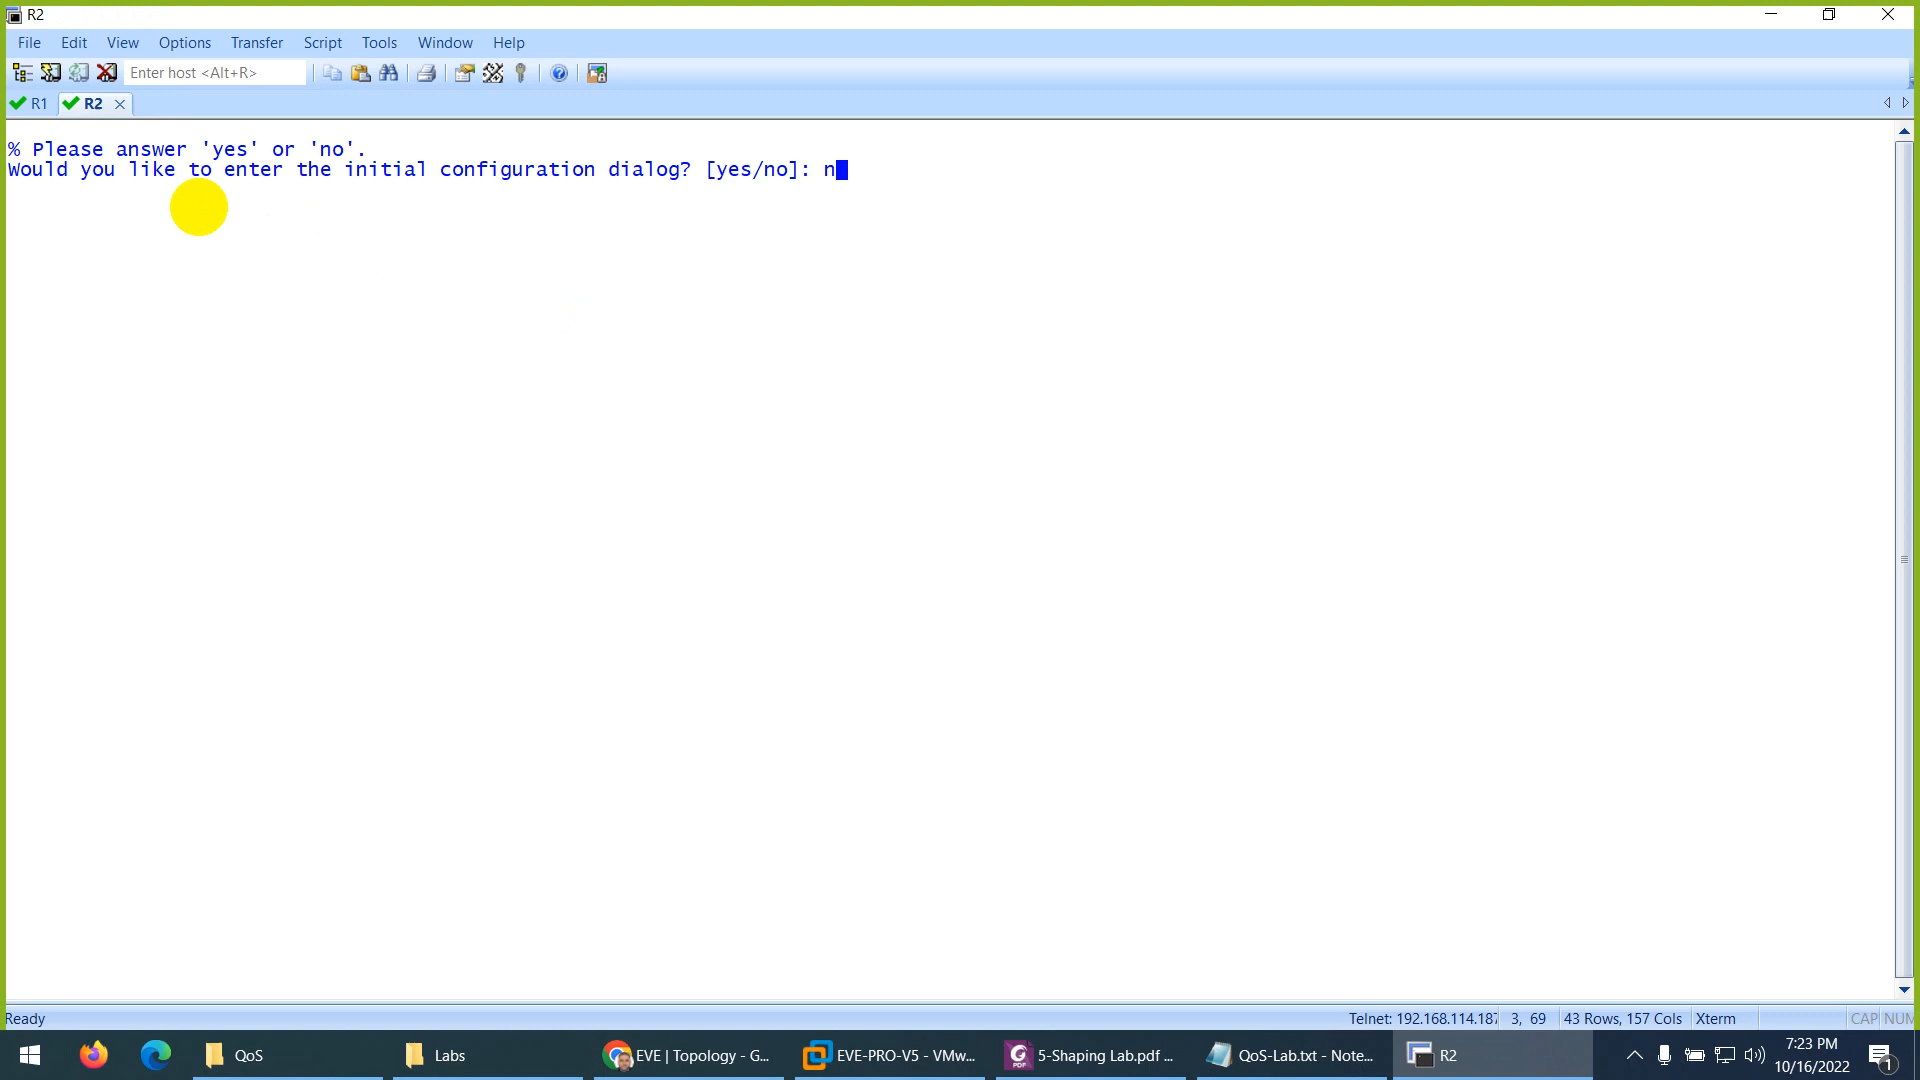 R2
File Edit View Options Transfer Script Tools Window Help
Enter host <Alt+R>
R1 R2
% Please answer 'yes' or 'no'.
Would you like to enter the initial configuration dialog? [yes/no]: n
Ready Telnet: 192.168.114.187 3, 69 43 Rows, 157 Cols Xterm CAP NUM
QoS Labs EVE | Topology - G... EVE-PRO-V5 - VMw... 5-Shaping Lab.pdf ... QoS-Lab.txt - Note... R2 7:23 PM
10/16/2022 1